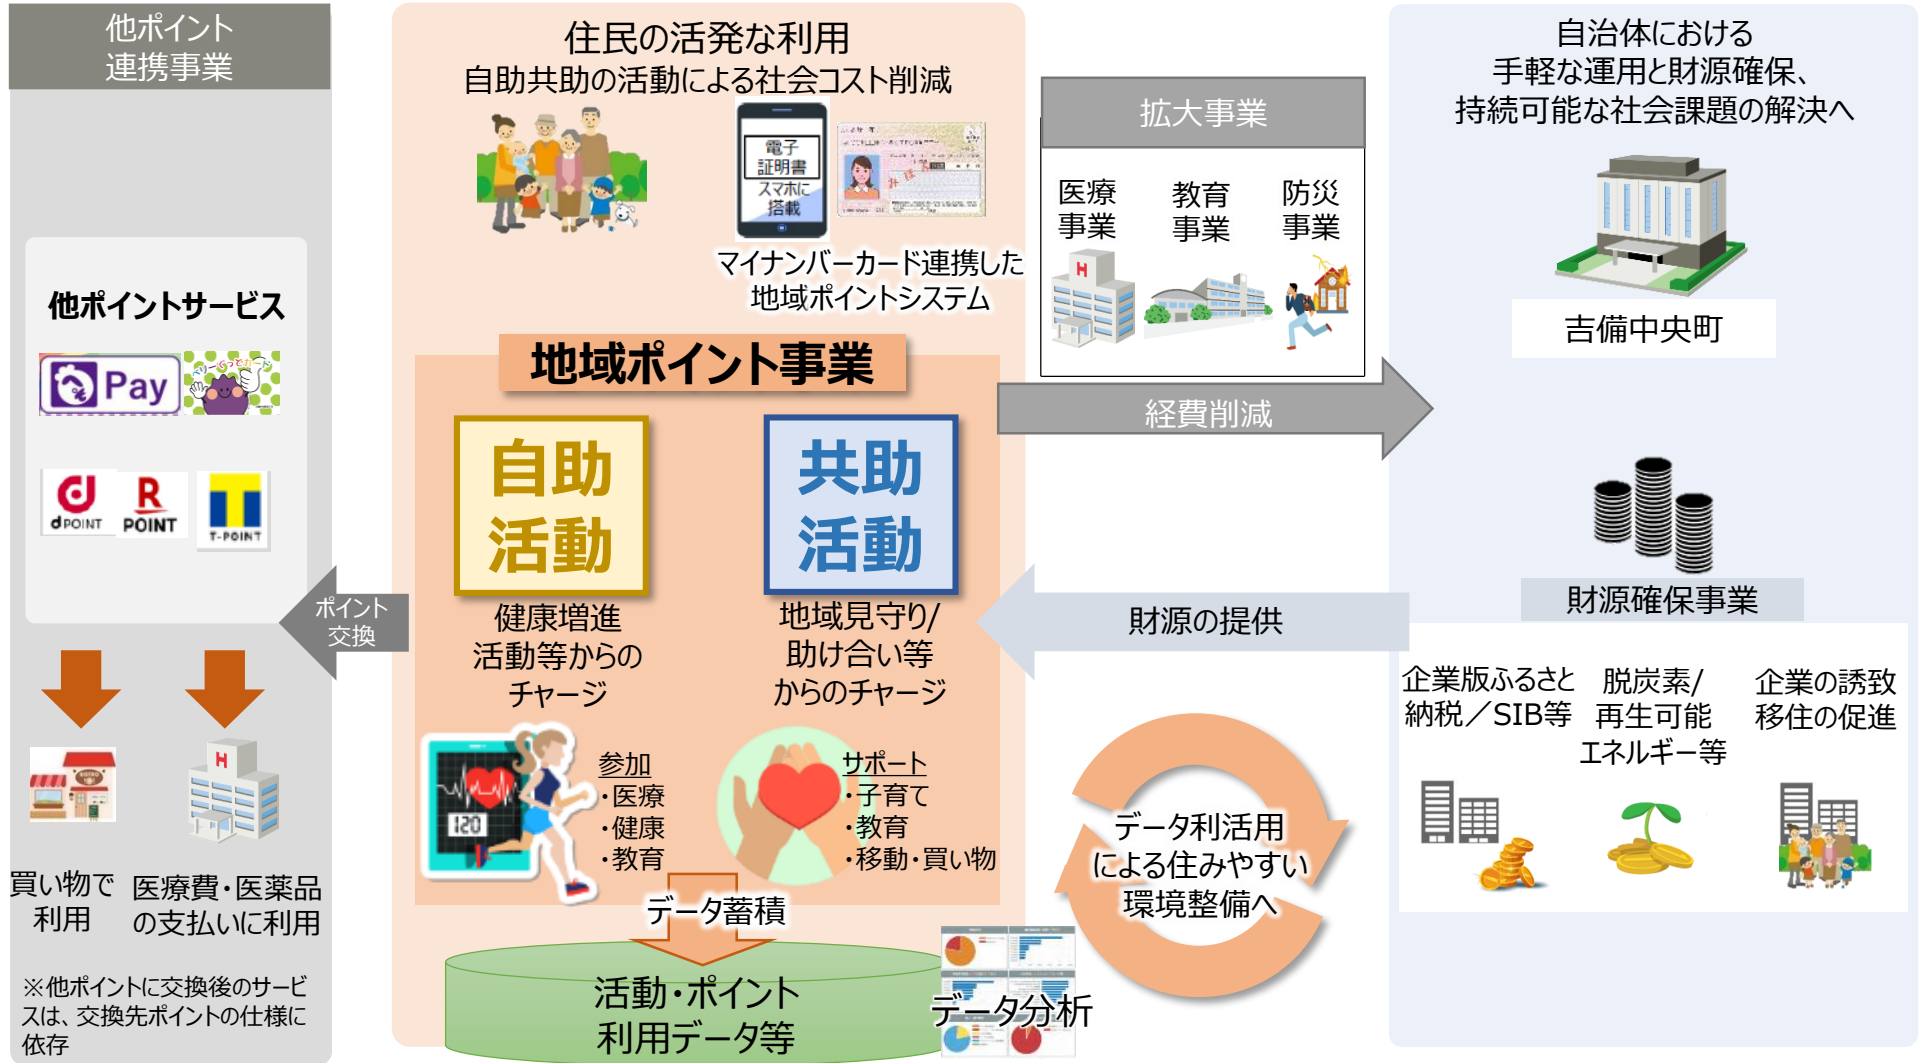 他ポイント
連携事業
他ポイントサービス
Pay
ベリーぐっどカード
d POINT
R
POINT
T-POINT
ポイント
交換
買い物で
利用
医療費・医薬品
の支払いに利用
※他ポイントに交換後のサービ
スは、交換先ポイントの仕様に
依存
住民の活発な利用
自助共助の活動による社会コスト削減
電子
証明書
スマホに
搭載
みほん
マイナンバーカード連携した
地域ポイントシステム
地域ポイント事業
自助
活動
共助
活動
健康増進
活動等からの
チャージ
地域見守り/
助け合い等
からのチャージ
120
参加
・医療
・健康
・教育
サポート
・子育て
・教育
・移動・買い物
データ蓄積
活動・ポイント
利用データ等
データ分析
拡大事業
医療
事業
教育
事業
防災
事業
H
経費削減
財源の提供
データ利活用
による住みやすい
環境整備へ
自治体における
手軽な運用と財源確保、
持続可能な社会課題の解決へ
吉備中央町
財源確保事業
企業版ふるさと
納税／SIB等
脱炭素/
再生可能
エネルギー等
企業の誘致
移住の促進
BISTRO
H